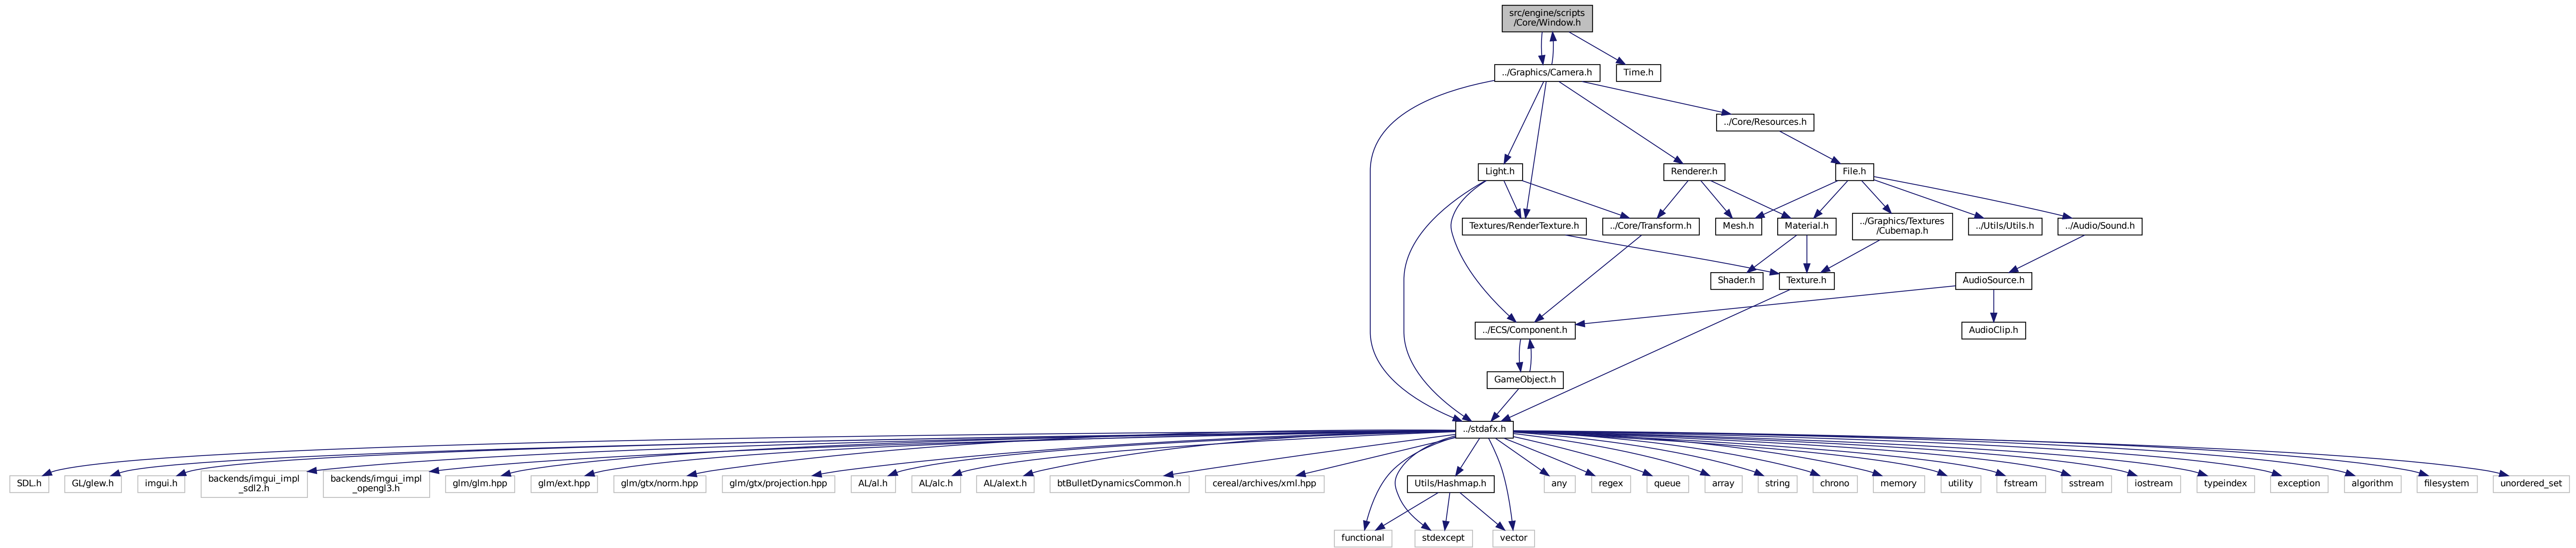 src/engine/scripts
/Core/Window.h
../Graphics/Camera.h
Time.h
../Core/Resources.h
Light.h
Renderer.h
File.h
Textures/RenderTexture.h
../Core/Transform.h
Mesh.h
Material.h
../Graphics/Textures
/Cubemap.h
../Utils/Utils.h
../Audio/Sound.h
Shader.h
Texture.h
AudioSource.h
../ECS/Component.h
AudioClip.h
GameObject.h
../stdafx.h
SDL.h
GL/glew.h
imgui.h
backends/imgui_impl
_sdl2.h
backends/imgui_impl
_opengl3.h
glm/glm.hpp
glm/ext.hpp
glm/gtx/norm.hpp
glm/gtx/projection.hpp
AL/al.h
AL/alc.h
AL/alext.h
btBulletDynamicsCommon.h
cereal/archives/xml.hpp
Utils/Hashmap.h
any
regex
queue
array
string
chrono
memory
utility
fstream
sstream
iostream
typeindex
exception
algorithm
filesystem
unordered_set
functional
stdexcept
vector